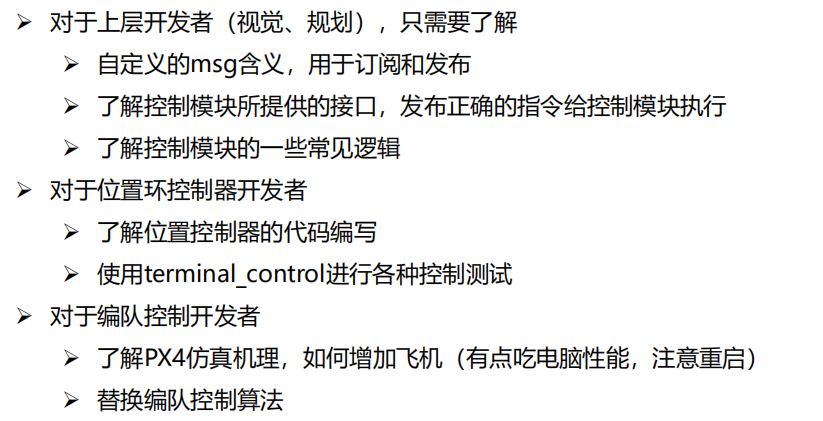 ➢ 对于上层开发者（视觉、规划），只需要了解
➢ 自定义的msg含义，用于订阅和发布
➢ 了解控制模块所提供的接口，发布正确的指令给控制模块执行
➢ 了解控制模块的一些常见逻辑
➢ 对于位置环控制器开发者
➢ 了解位置控制器的代码编写
➢ 使用terminal_control进行各种控制测试
➢ 对于编队控制开发者
➢ 了解PX4仿真机理，如何增加飞机（有点吃电脑性能，注意重启）
➢ 替换编队控制算法